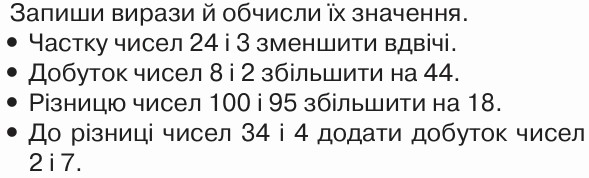 Запиши вирази й обчисли їх значення.
• Частку чисел 24 і 3 зменшити вдвічі.
• Добуток чисел 8 і 2 збільшити на 44.
• Різницю чисел 100 і 95 збільшити на 18.
• До різниці чисел 34 і 4 додати добуток чисел
2 і 7.